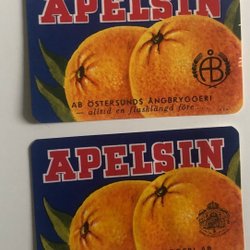 APELSIN
ÅB
AB ÖSTERSUNDS ÅNGBRYGGERI
— alltid en flasklängd före —
APELSIN